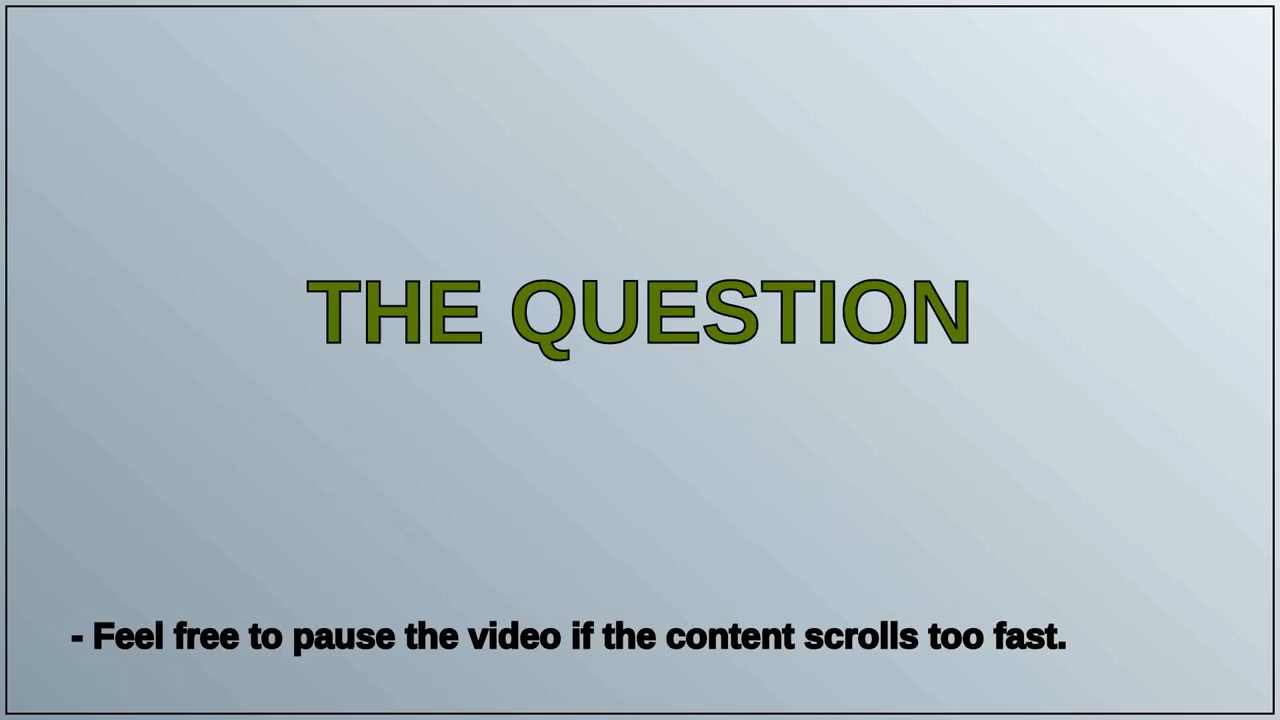 THE QUESTION
- Feel free to pause the video if the content scrolls too fast.